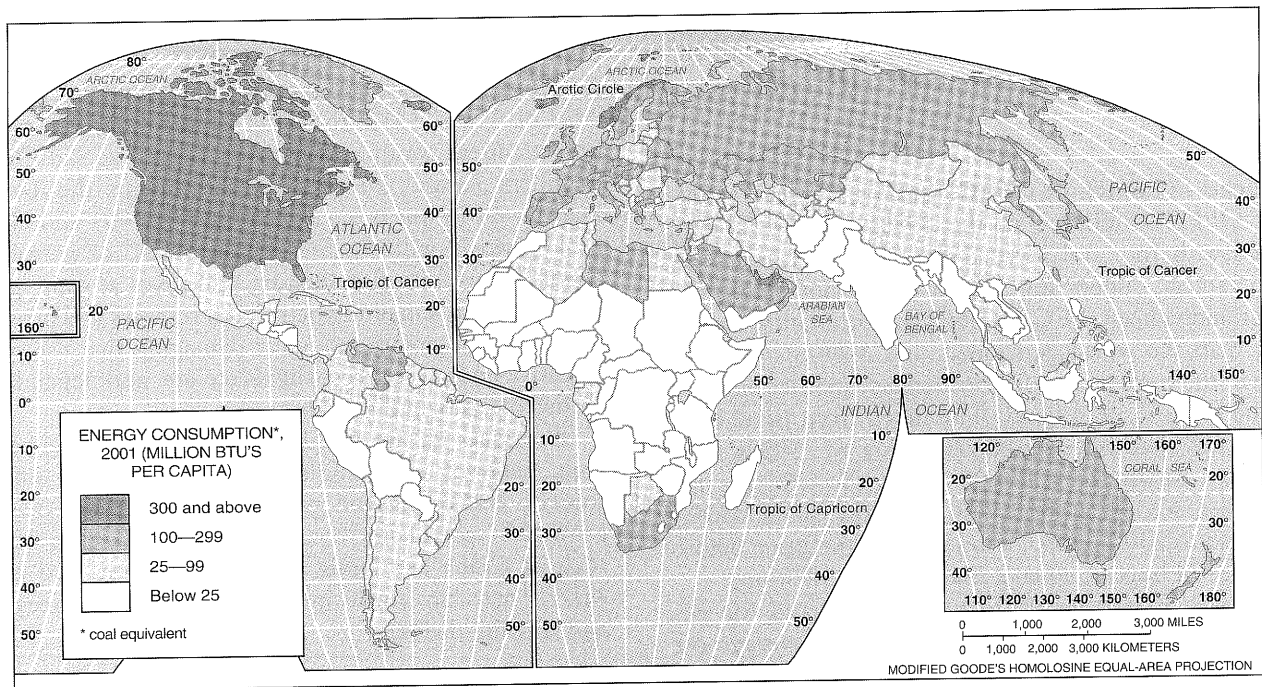 80°
ARCTIC OCEAN
70°
60°
50°
40°
30°
20°
160°
10°
0°
10°
20°
30°
40°
50°
60°
50°
40°
ATLANTIC
OCEAN
30°
Tropic of Cancer
20°
PACIFIC
OCEAN
10°
ARCTIC OCEAN
Arctic Circle
60°
50°
40°
30°
50°
PACIFIC
OCEAN
40°
30°
Tropic of Cancer
20°
10°
ARABIAN
SEA
BAY OF
BENGAL
0°
50°
60°
70°
80°
90°
140°
150°
INDIAN
OCEAN
10°
10°
20°
20°
20°
Tropic of Capricorn
30°
30°
30°
40°
40°
40°
50°
50°
50°
ENERGY CONSUMPTION*,
2001 (MILLION BTU'S
PER CAPITA)
300 and above
100—299
25—99
Below 25
* coal equivalent
120°
150°
160°
170°
CORAL SEA
20°
20°
30°
30°
40°
110° 120° 130° 140° 150° 160° 180°
0 1,000 2,000 3,000 MILES
0 1,000 2,000 3,000 KILOMETERS
MODIFIED GOODE'S HOMOLOSINE EQUAL-AREA PROJECTION